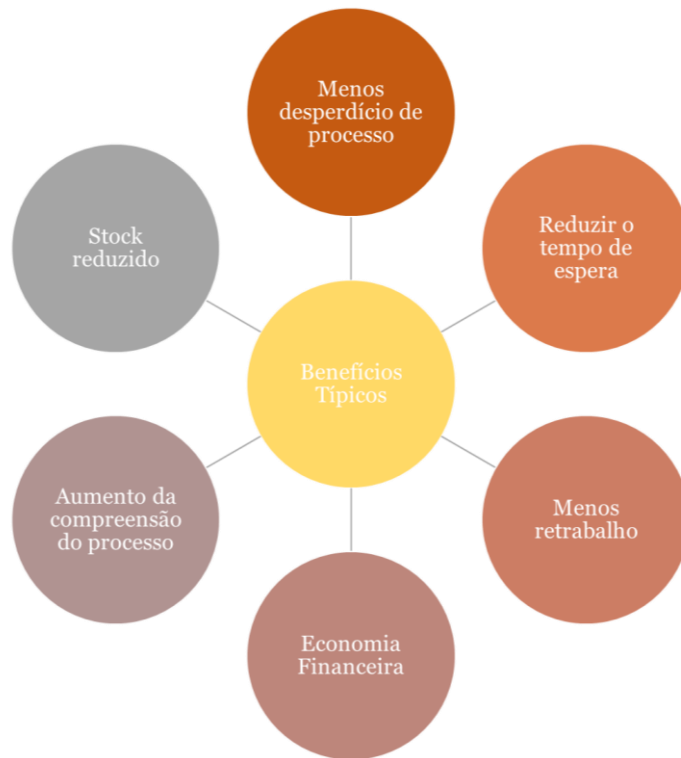 Menos
desperdício de
processo
Reduzir o
tempo de
espera
Menos
retrabalho
Economia
Financeira
Aumento da
compreensão
do processo
Stock
reduzido
Benefícios
Típicos